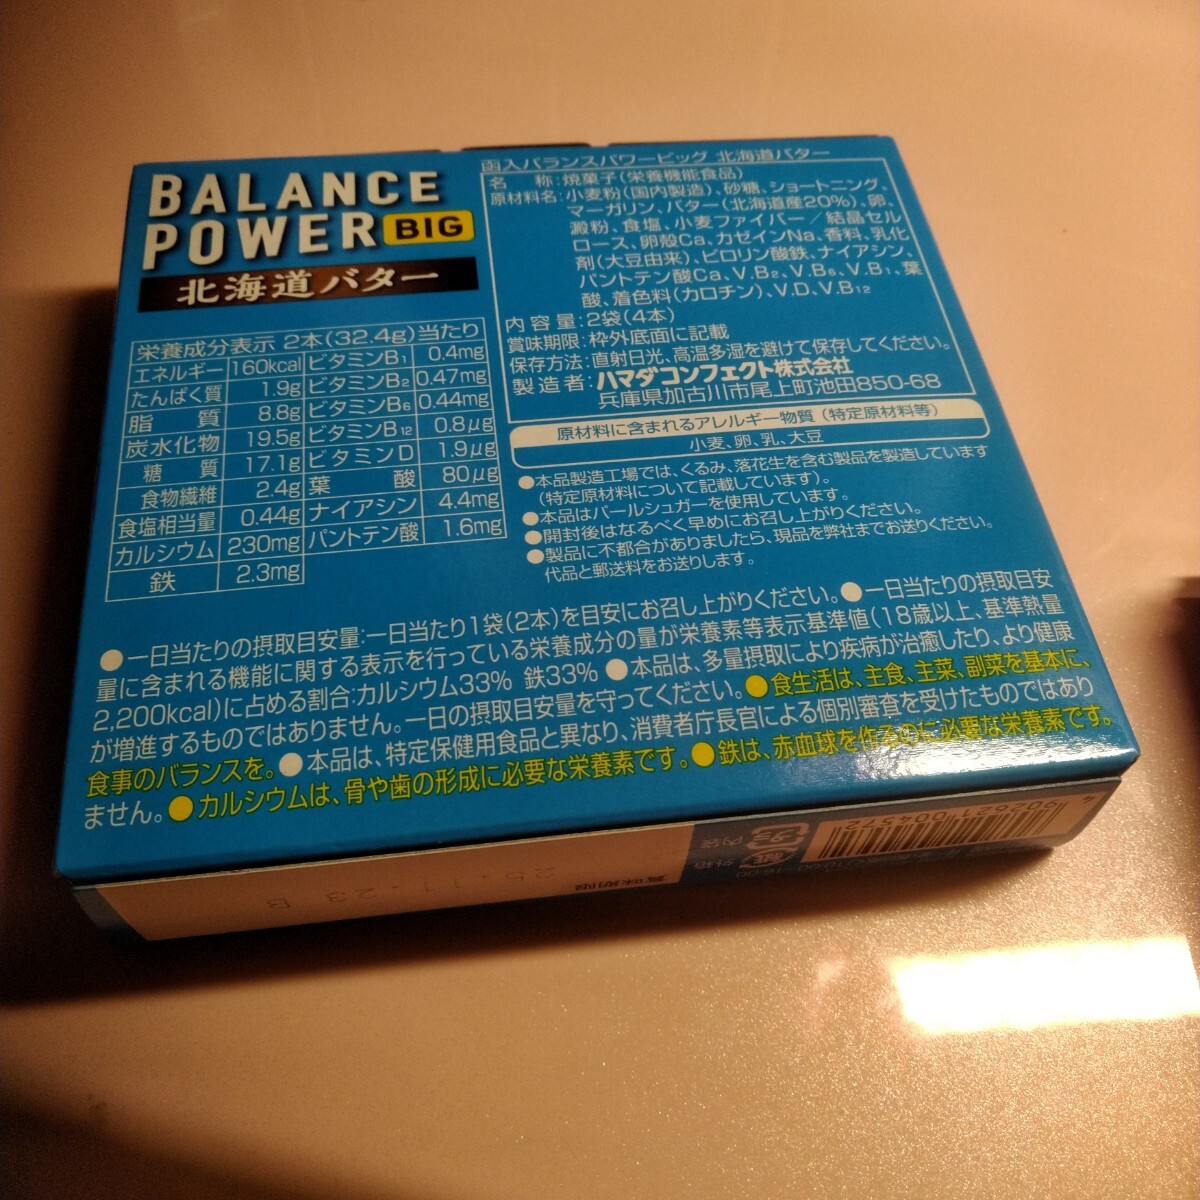 BALANCE
POWER BIG
北海道バター
栄養成分表示 2本(32.4g)当たり
エネルギー 160kcal ビタミンB1 0.4mg
たんぱく質 1.9g ビタミンB2 0.47mg
脂質 8.8g ビタミンB6 0.44mg
炭水化物 19.5g ビタミンB12 0.8μg
糖質 17.1g ビタミンD 1.9μg
食物繊維 2.4g 葉酸 80μg
食塩相当量 0.44g ナイアシン 4.4mg
カルシウム 230mg パントテン酸 1.6mg
鉄 2.3mg
函入バランスパワービッグ 北海道バター
名称:焼菓子(栄養機能食品)
原材料名:小麦粉(国内製造)、砂糖、ショートニング、
マーガリン、バター(北海道産20%)、卵、
澱粉、食塩、小麦ファイバー/結晶セル
ロース、卵殻Ca、カゼインNa、香料、乳化
剤(大豆由来)、ピロリン酸鉄、ナイアシン、
パントテン酸Ca、V.B2、V.B6、V.B1、葉
酸、着色料(カロチン)、V.D、V.B12
内容量:2袋(4本)
賞味期限:枠外底面に記載
保存方法:直射日光、高温多湿を避けて保存してください。
製造者:ハマダコンフェクト株式会社
兵庫県加古川市尾上町池田850-68
原材料に含まれるアレルギー物質(特定原材料等)
小麦、卵、乳、大豆
●本品製造工場では、くるみ、落花生を含む製品を製造しています
(特定原材料について記載しています)。
●本品はパールシュガーを使用しています。
●開封後はなるべく早めにお召し上がりください。
●製品に不都合がありましたら、現品を弊社までお送りください。
代品と郵送料をお送りします。
●一日当たりの摂取目安量:一日当たり1袋(2本)を目安にお召し上がりください。●一日当たりの摂取目安
量に含まれる機能に関する表示を行っている栄養成分の量が栄養素等表示基準値(18歳以上、基準熱量
2,200kcal)に占める割合:カルシウム33% 鉄33% ●本品は、多量摂取により疾病が治癒したり、より健康
が増進するものではありません。一日の摂取目安量を守ってください。●食生活は、主食、主菜、副菜を基本に、
食事のバランスを。●本品は、特定保健用食品と異なり、消費者庁長官による個別審査を受けたものではあり
ません。●カルシウムは、骨や歯の形成に必要な栄養素です。●鉄は、赤血球を作るのに必要な栄養素です。
賞味期限
25.11.23 B
外箱
内袋
4 902621 004572